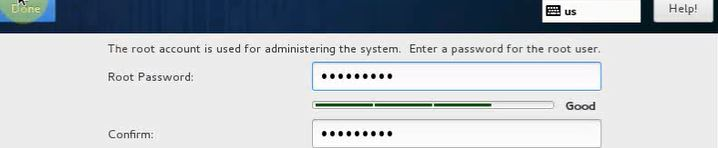 Done
us
Help!
The root account is used for administering the system. Enter a password for the root user.
Root Password:
•••••••••
Good
Confirm:
•••••••••